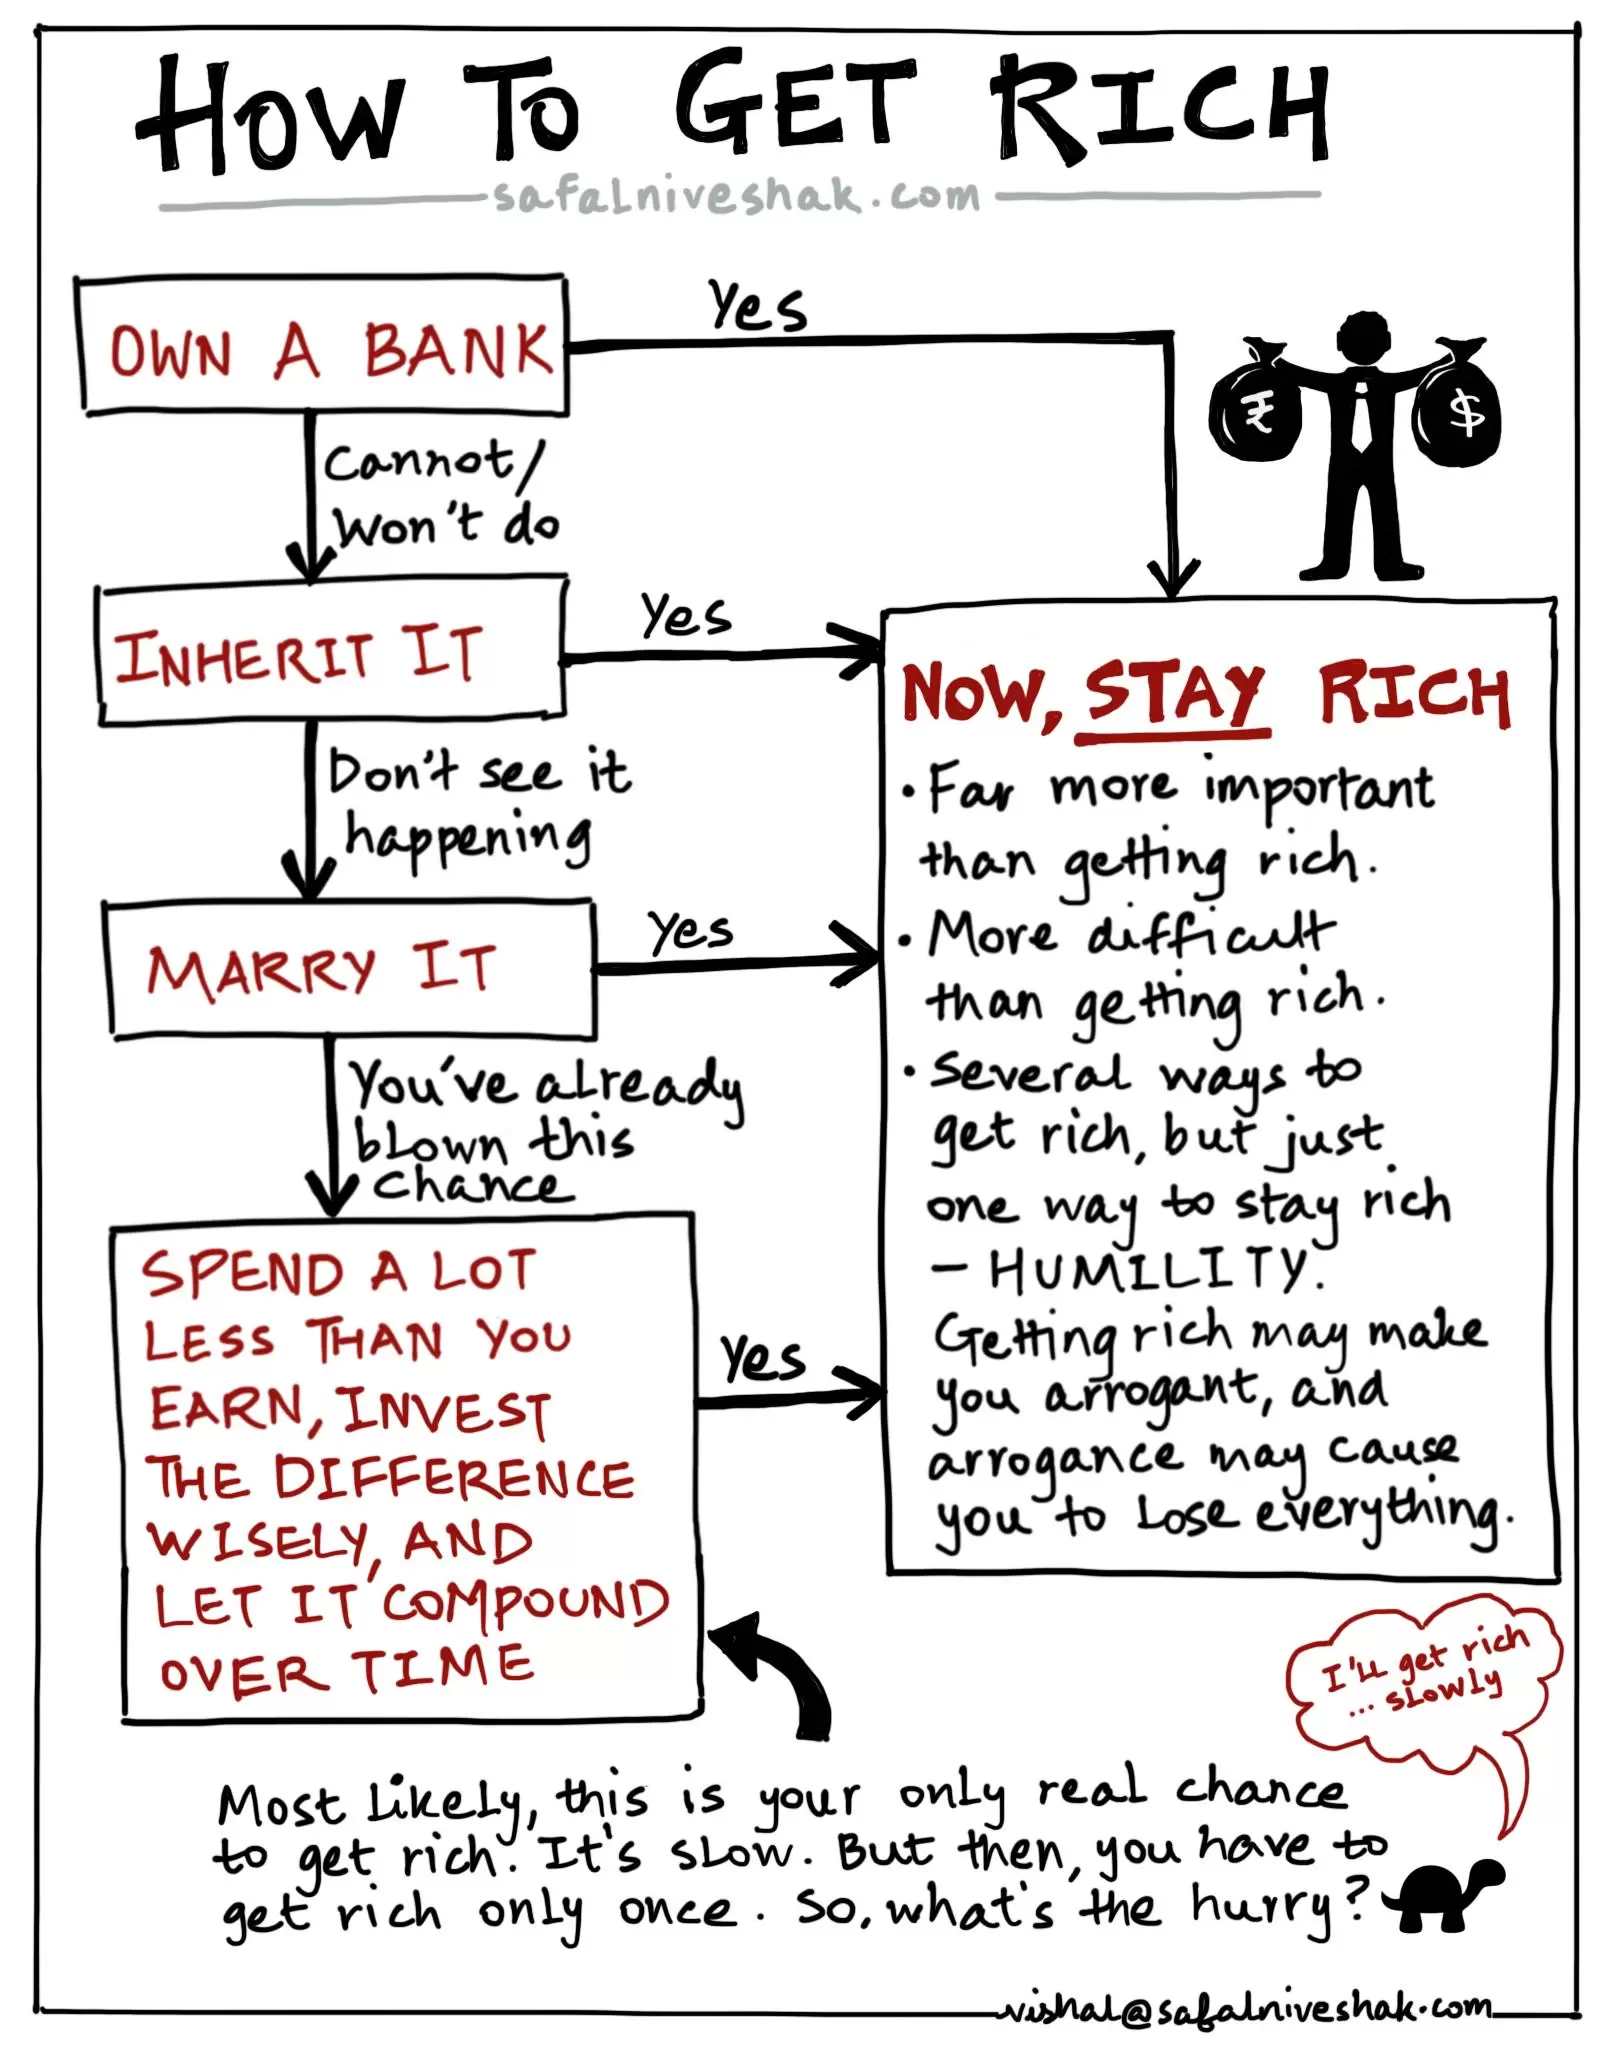 HOW TO GET RICH
safalniveshak.com
OWN A BANK
Yes
Cannot/
Won't do
INHERIT IT
Yes
Don't see it
happening
MARRY IT
Yes
You've already
blown this
chance
SPEND A LOT
LESS THAN YOU
EARN, INVEST
THE DIFFERENCE
WISELY, AND
LET IT COMPOUND
OVER TIME
Yes
₹
$
NOW, STAY RICH
• Far more important
than getting rich.
• More difficult
than getting rich.
• Several ways to
get rich, but just
one way to stay rich
- HUMILITY.
Getting rich may make
you arrogant, and
arrogance may cause
you to lose everything.
I'll get rich
... slowly
Most likely, this is your only real chance
to get rich. It's slow. But then, you have to
get rich only once. So, what's the hurry?
vishal@safalniveshak.com